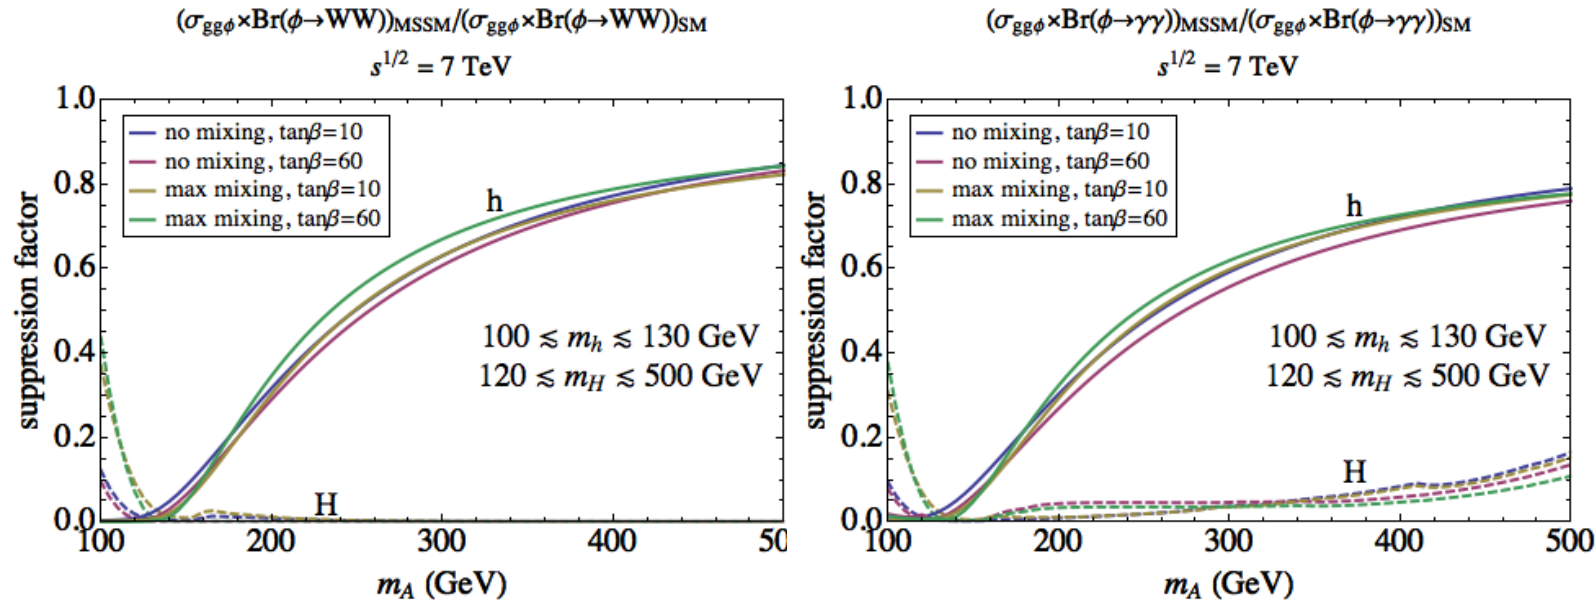 (σggφ×Br(φ→WW))MSSM/(σggφ×Br(φ→WW))SM
s^1/2 = 7 TeV
1.0
0.8
0.6
0.4
0.2
0.0
suppression factor
no mixing, tanβ=10
no mixing, tanβ=60
max mixing, tanβ=10
max mixing, tanβ=60
h
100 ≲ mh ≲ 130 GeV
120 ≲ mH ≲ 500 GeV
H
100 200 300 400 50
mA (GeV)
(σggφ×Br(φ→γγ))MSSM/(σggφ×Br(φ→γγ))SM
s^1/2 = 7 TeV
1.0
0.8
0.6
0.4
0.2
0.0
suppression factor
no mixing, tanβ=10
no mixing, tanβ=60
max mixing, tanβ=10
max mixing, tanβ=60
h
100 ≲ mh ≲ 130 GeV
120 ≲ mH ≲ 500 GeV
H
100 200 300 400 500
mA (GeV)